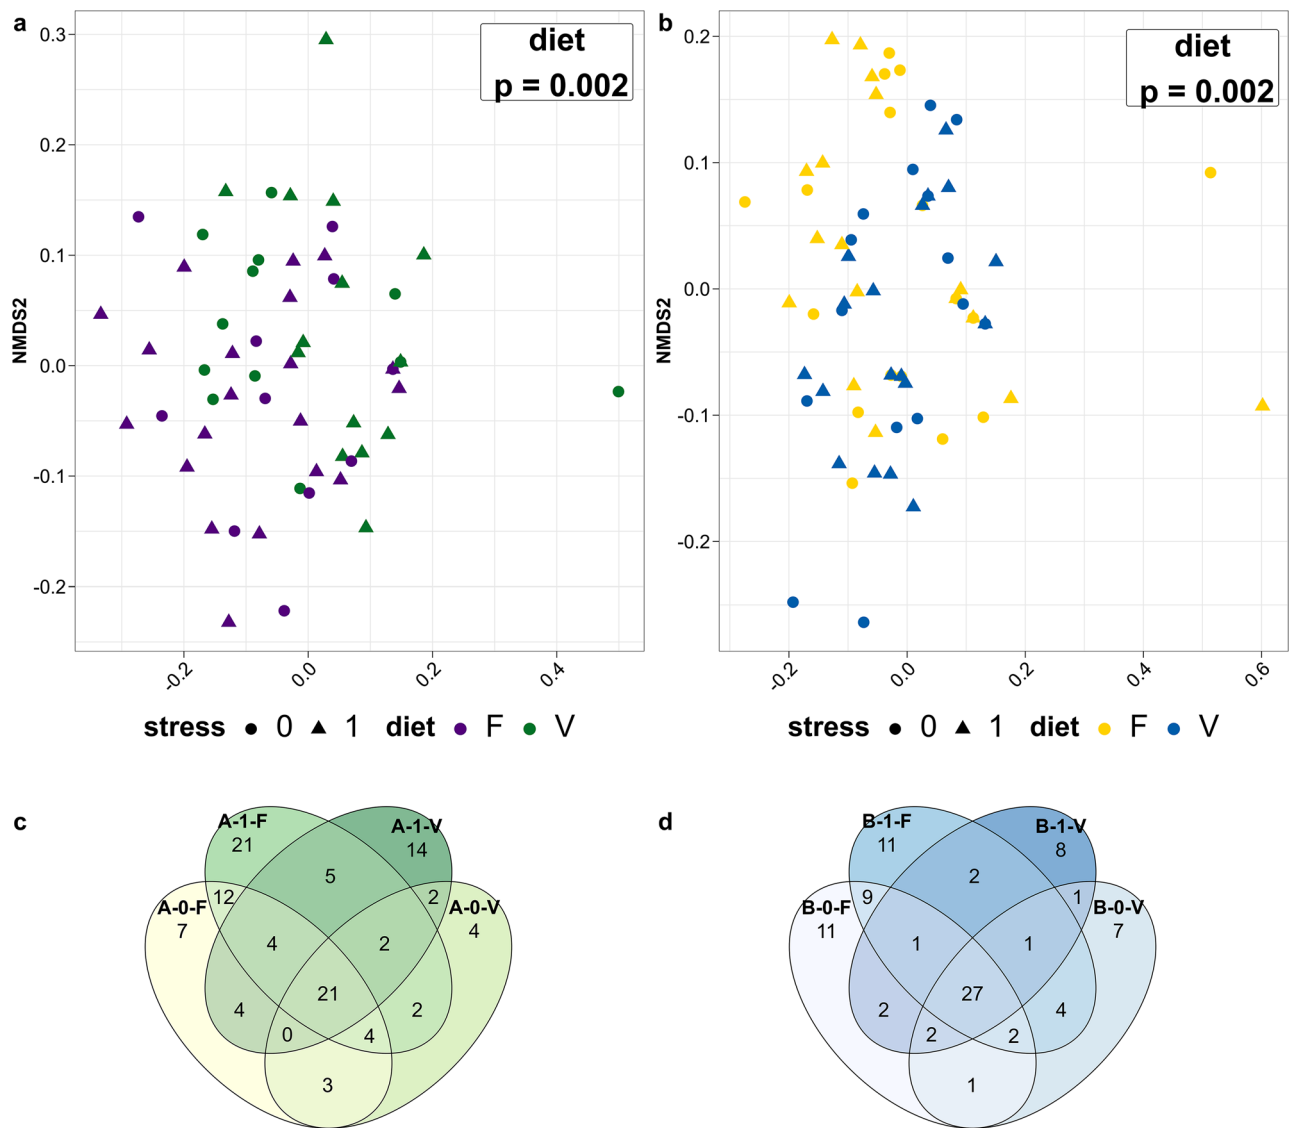 a
diet
p = 0.002
0.3
0.2
0.1
0.0
-0.1
-0.2
NMDS2
-0.2
0.0
0.2
0.4
stress 0 1 diet F V
b
diet
p = 0.002
0.2
0.1
0.0
-0.1
-0.2
NMDS2
-0.2
0.0
0.2
0.4
0.6
stress 0 1 diet F V
c
A-1-F
21
A-1-V
14
5
12
2
A-0-F
7
A-0-V
4
4
2
21
4
2
0
4
3
d
B-1-F
11
B-1-V
8
2
9
1
B-0-F
11
B-0-V
7
1
1
27
2
4
2
2
1